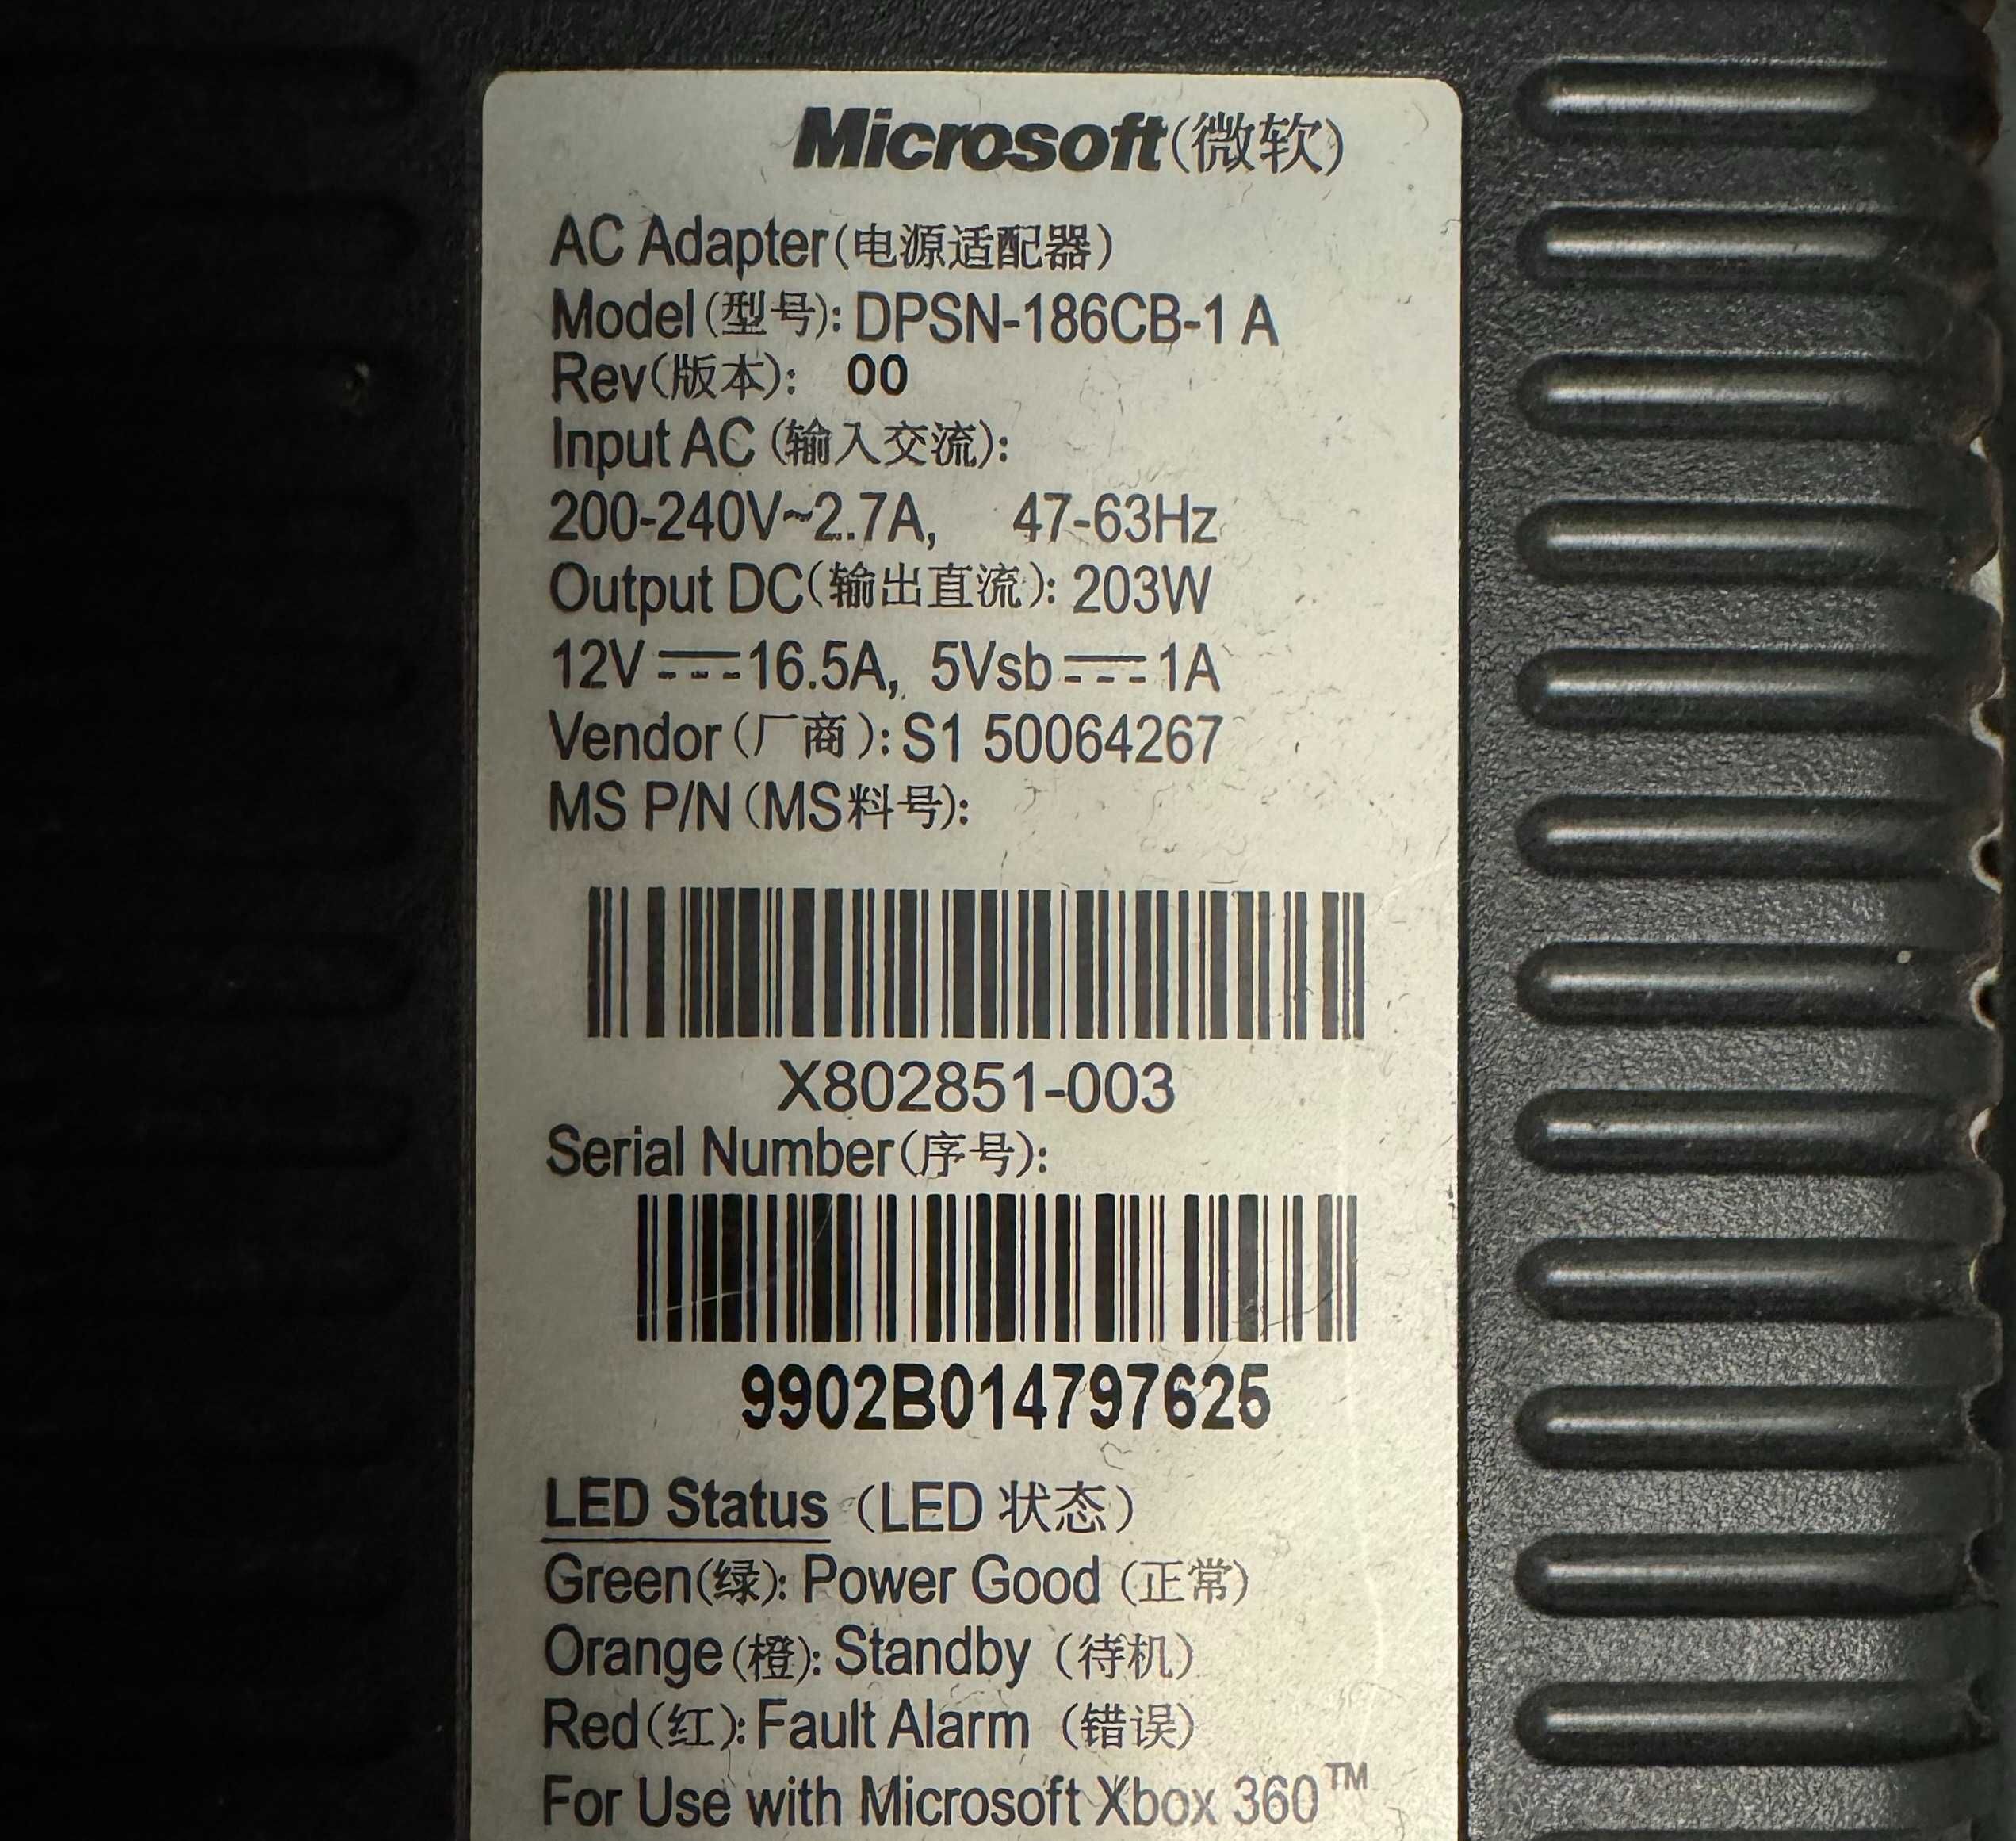 Microsoft(微软)
AC Adapter(电源适配器)
Model(型号): DPSN-186CB-1 A
Rev(版本): 00
Input AC (输入交流):
200-240V~2.7A, 47-63Hz
Output DC(输出直流): 203W
12V⎓16.5A, 5Vsb⎓1A
Vendor(厂商): S1 50064267
MS P/N(MS料号):
X802851-003
Serial Number(序号):
9902B014797625
LED Status (LED 状态)
Green(绿): Power Good (正常)
Orange(橙): Standby (待机)
Red(红): Fault Alarm (错误)
For Use with Microsoft Xbox 360™